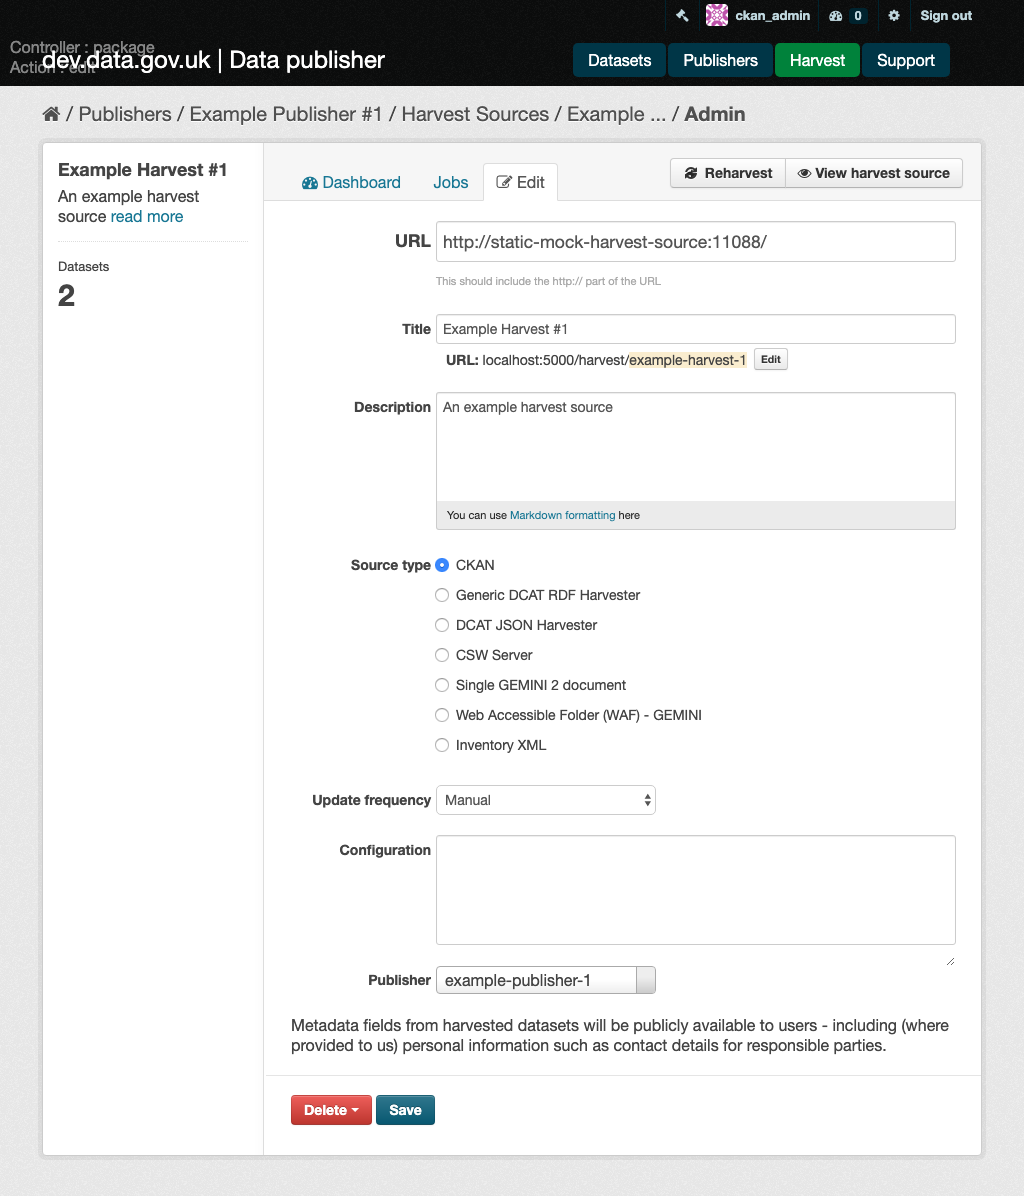 ckan_admin 0 Sign out
Controller : package
Action : edit
dev.data.gov.uk | Data publisher
Datasets Publishers Harvest Support
/ Publishers / Example Publisher #1 / Harvest Sources / Example ... / Admin
Example Harvest #1
An example harvest
source read more
Datasets
2
Dashboard Jobs Edit
Reharvest View harvest source
URL http://static-mock-harvest-source:11088/
This should include the http:// part of the URL
Title Example Harvest #1
URL: localhost:5000/harvest/example-harvest-1 Edit
Description An example harvest source
You can use Markdown formatting here
Source type CKAN
Generic DCAT RDF Harvester
DCAT JSON Harvester
CSW Server
Single GEMINI 2 document
Web Accessible Folder (WAF) - GEMINI
Inventory XML
Update frequency Manual
Configuration
Publisher example-publisher-1
Metadata fields from harvested datasets will be publicly available to users - including (where
provided to us) personal information such as contact details for responsible parties.
Delete Save